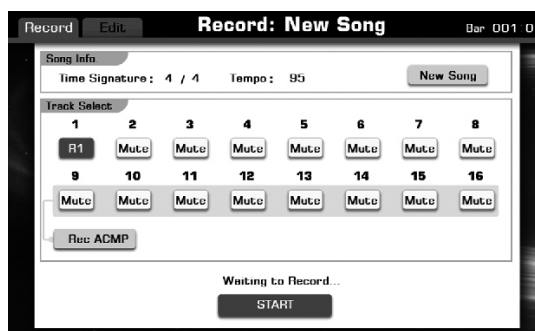 Record Edit Record: New Song Bar 001:0
Song Info
Time Signature: 4 / 4 Tempo: 95 New Song
Track Select
1 2 3 4 5 6 7 8
R1 Mute Mute Mute Mute Mute Mute Mute
9 10 11 12 13 14 15 16
Mute Mute Mute Mute Mute Mute Mute Mute
Rec ACMP
Waiting to Record...
START